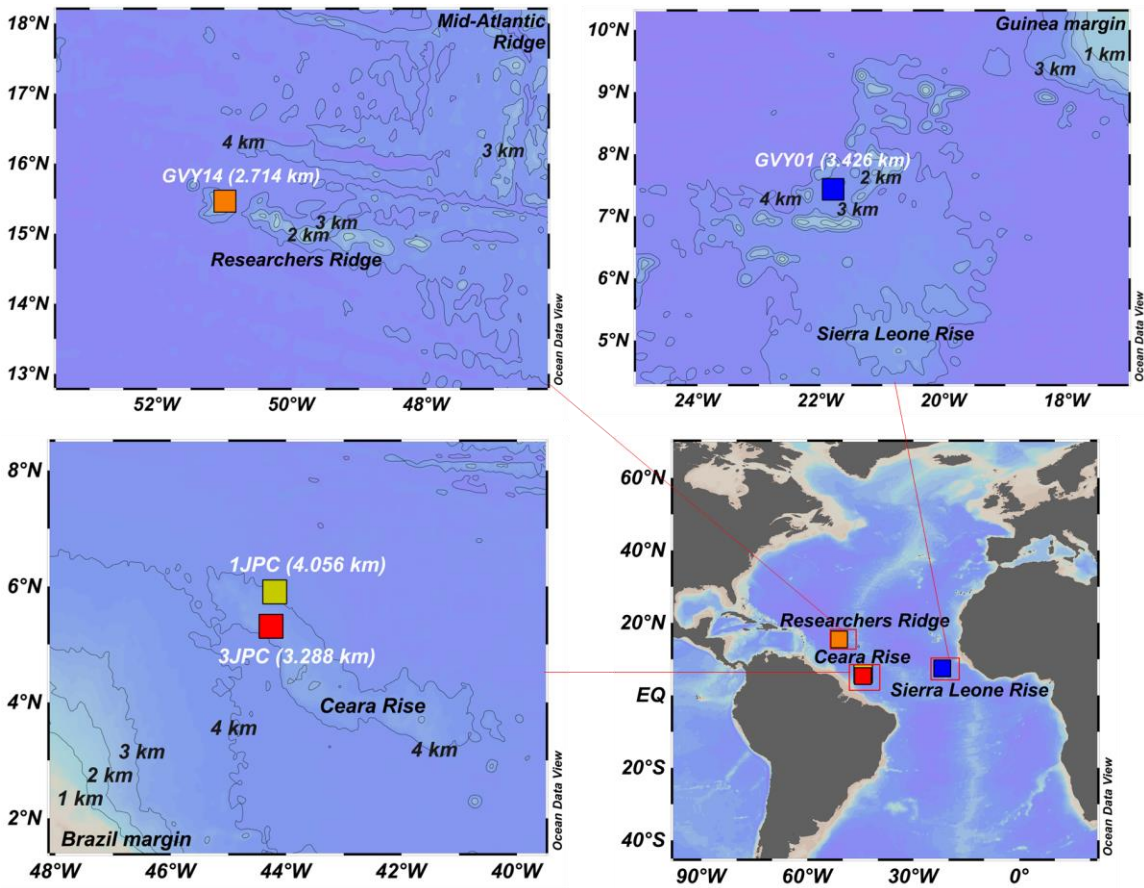 18°N
17°N
16°N
15°N
14°N
13°N
52°W
50°W
48°W
Mid-Atlantic
Ridge
4 km
3 km
GVY14 (2.714 km)
3 km
2 km
Researchers Ridge
Ocean Data View
10°N
9°N
8°N
7°N
6°N
5°N
24°W
22°W
20°W
18°W
Guinea margin
1 km
3 km
GVY01 (3.426 km)
2 km
4 km
3 km
Sierra Leone Rise
Ocean Data View
8°N
6°N
4°N
2°N
48°W
46°W
44°W
42°W
40°W
1JPC (4.056 km)
3JPC (3.288 km)
Ceara Rise
4 km
4 km
3 km
2 km
1 km
Brazil margin
Ocean Data View
60°N
40°N
20°N
EQ
20°S
40°S
90°W
60°W
30°W
0°
Researchers Ridge
Ceara Rise
Sierra Leone Rise
Ocean Data View